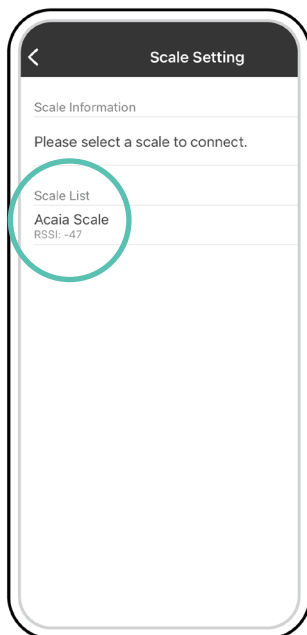 Scale Setting
Scale Information
Please select a scale to connect.
Scale List
Acaia Scale
RSSI: -47